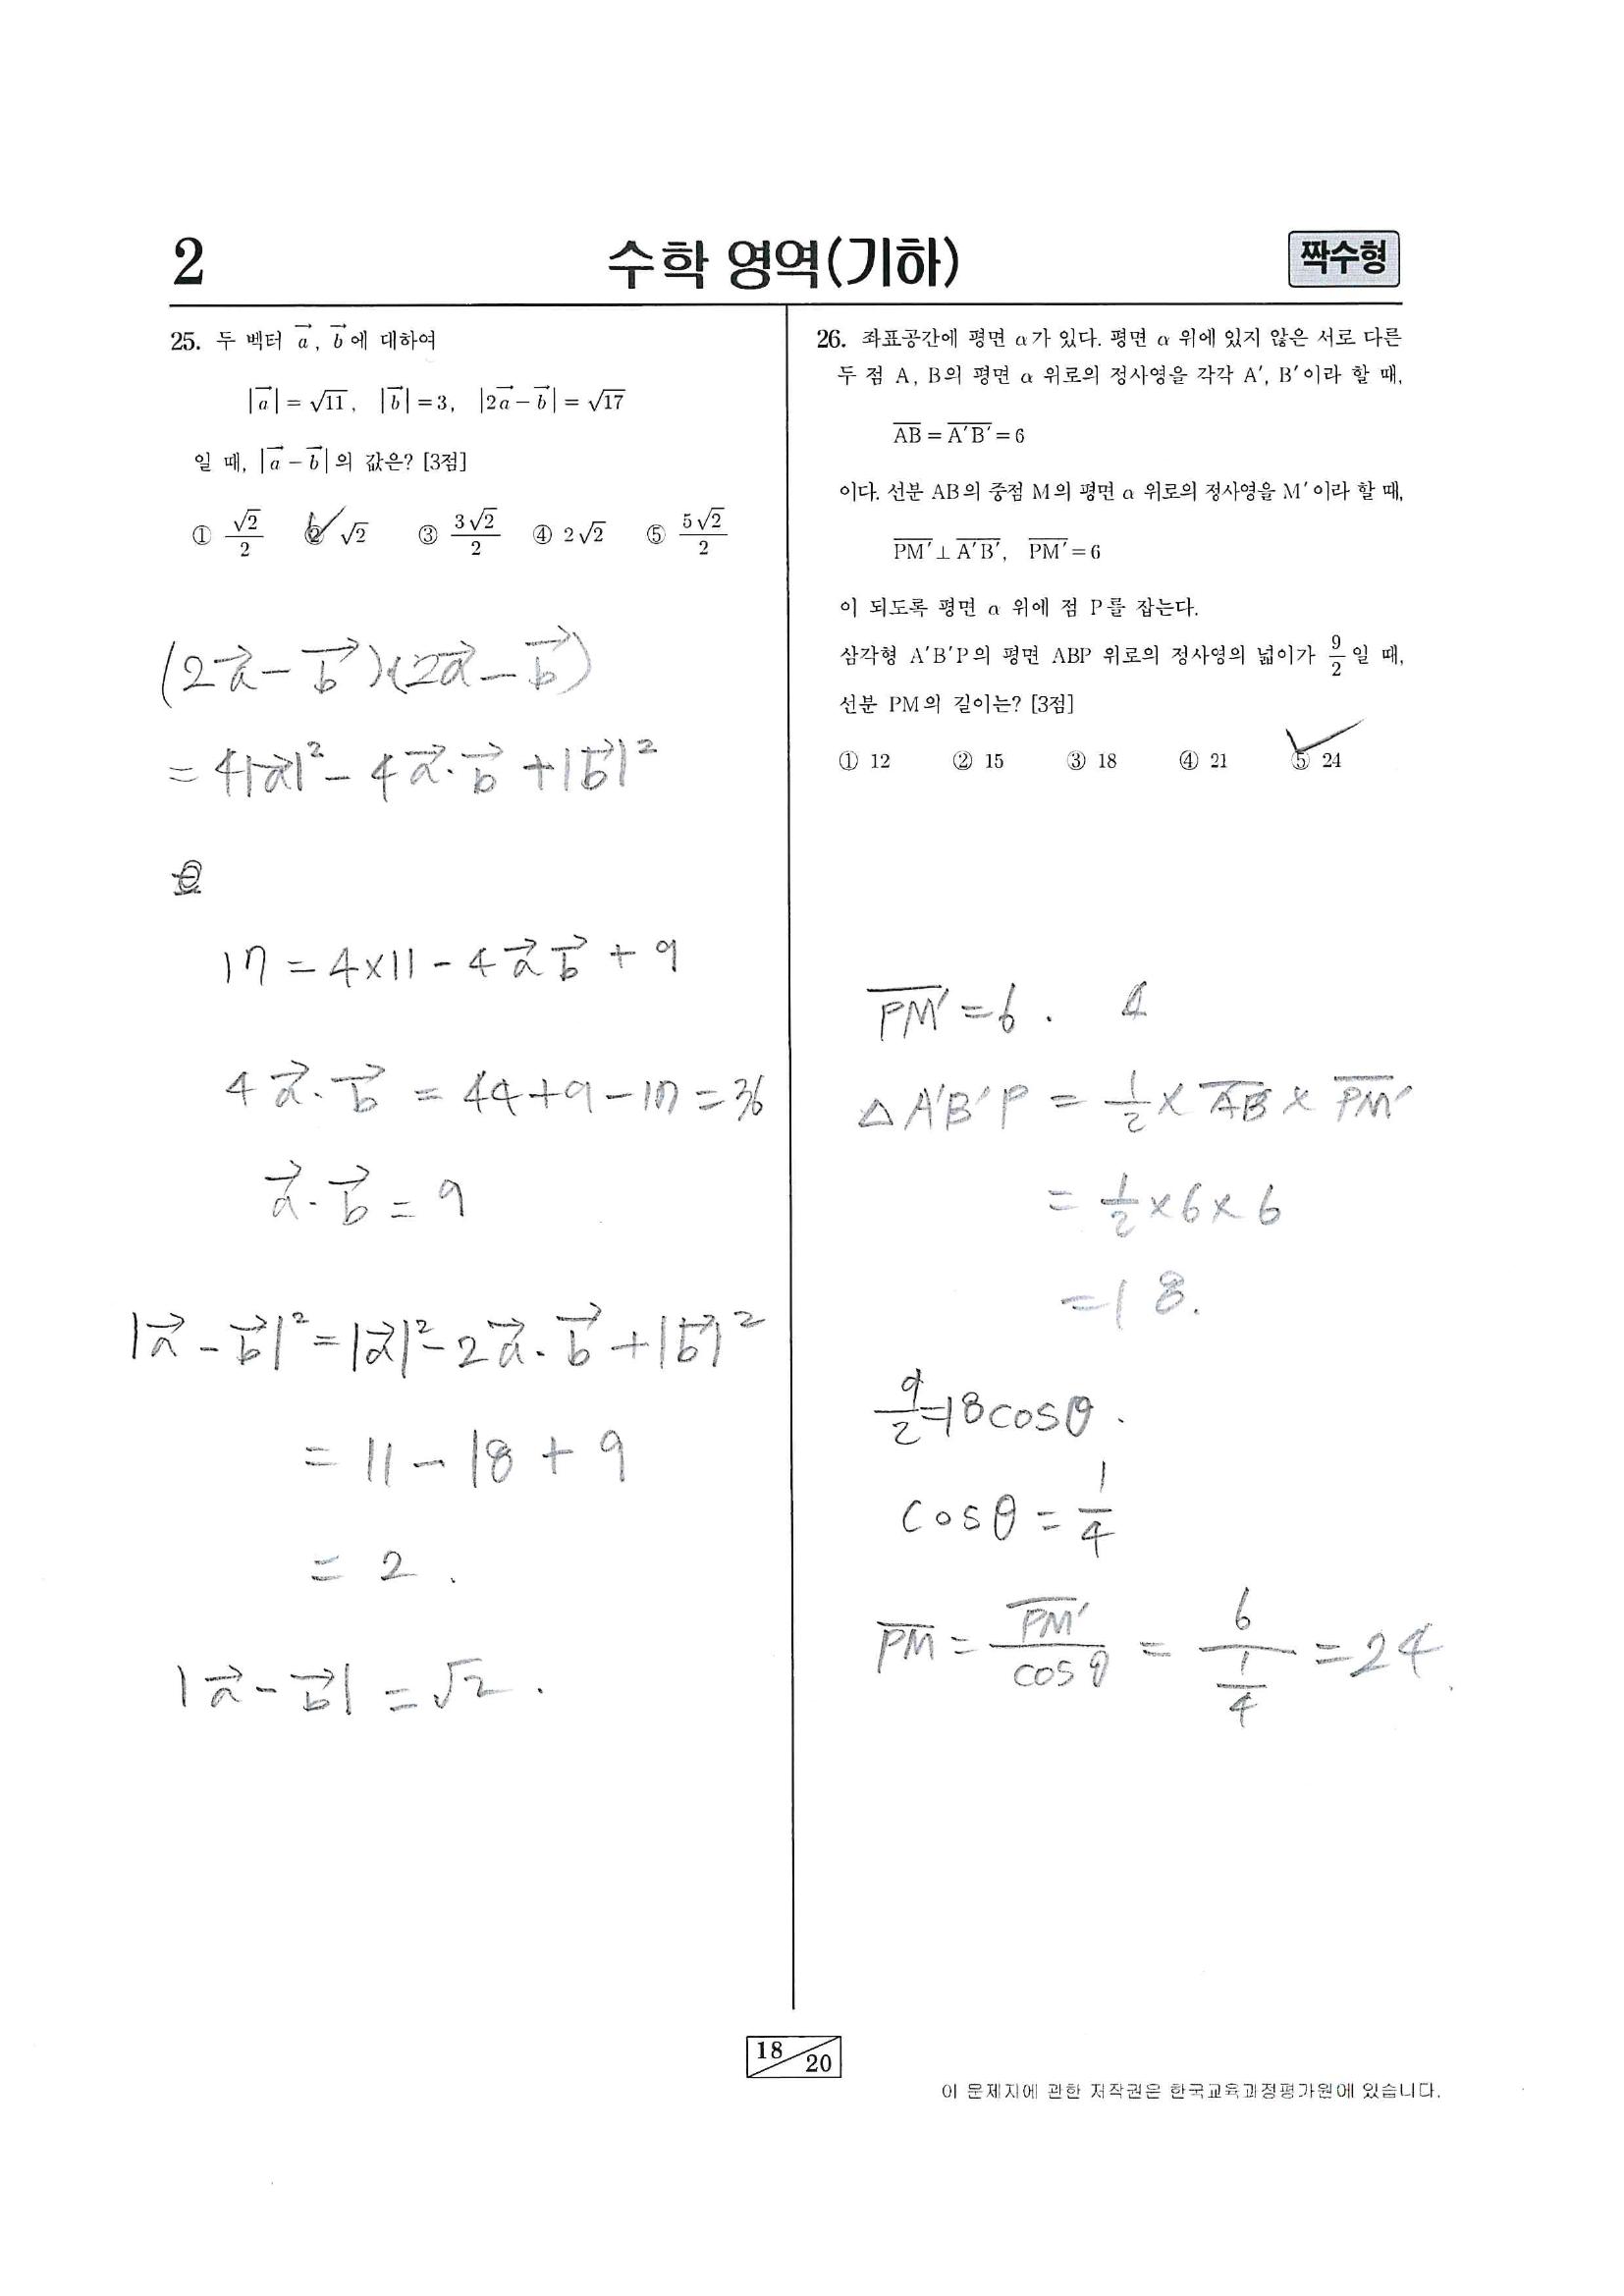 2
수학 영역(기하)
짝수형
25. 두 벡터 $\vec{a}$, $\vec{b}$에 대하여
$|\vec{a}| = \sqrt{11}$, $|\vec{b}| = 3$, $|2\vec{a} - \vec{b}| = \sqrt{17}$
일 때, $|\vec{a} - \vec{b}|$의 값은? [3점]
① $\frac{\sqrt{2}}{2}$ ② $\sqrt{2}$ ③ $\frac{3\sqrt{2}}{2}$ ④ $2\sqrt{2}$ ⑤ $\frac{5\sqrt{2}}{2}$
$(2\vec{a} - \vec{b})(2\vec{a} - \vec{b})$
$= 4|\vec{a}|^2 - 4\vec{a}\cdot\vec{b} + |\vec{b}|^2$
$17 = 4 \times 11 - 4\vec{a}\vec{b} + 9$
$4\vec{a}\cdot\vec{b} = 44 + 9 - 17 = 36$
$\vec{a}\cdot\vec{b} = 9$
$|\vec{a} - \vec{b}|^2 = |\vec{a}|^2 - 2\vec{a}\cdot\vec{b} + |\vec{b}|^2$
$= 11 - 18 + 9$
$= 2.$
$|\vec{a} - \vec{b}| = \sqrt{2}.$
26. 좌표공간에 평면 α가 있다. 평면 α 위에 있지 않은 서로 다른
두 점 A, B의 평면 α 위로의 정사영을 각각 A′, B′이라 할 때,
$\overline{AB} = \overline{A'B'} = 6$
이다. 선분 AB의 중점 M의 평면 α 위로의 정사영을 M′이라 할 때,
$\overline{PM'} \perp \overline{A'B'}$, $\overline{PM'} = 6$
이 되도록 평면 α 위에 점 P를 잡는다.
삼각형 A′B′P의 평면 ABP 위로의 정사영의 넓이가 $\frac{9}{2}$일 때,
선분 PM의 길이는? [3점]
① 12 ② 15 ③ 18 ④ 21 ⑤ 24
$\overline{PM'} = 6.$
$\triangle A'B'P = \frac{1}{2} \times \overline{AB} \times \overline{PM'}$
$= \frac{1}{2} \times 6 \times 6$
$= 18.$
$\frac{9}{2} = 18\cos\theta.$
$\cos\theta = \frac{1}{4}$
$\overline{PM} = \frac{\overline{PM'}}{\cos\theta} = \frac{6}{\frac{1}{4}} = 24.$
18 20
이 문제지에 관한 저작권은 한국교육과정평가원에 있습니다.